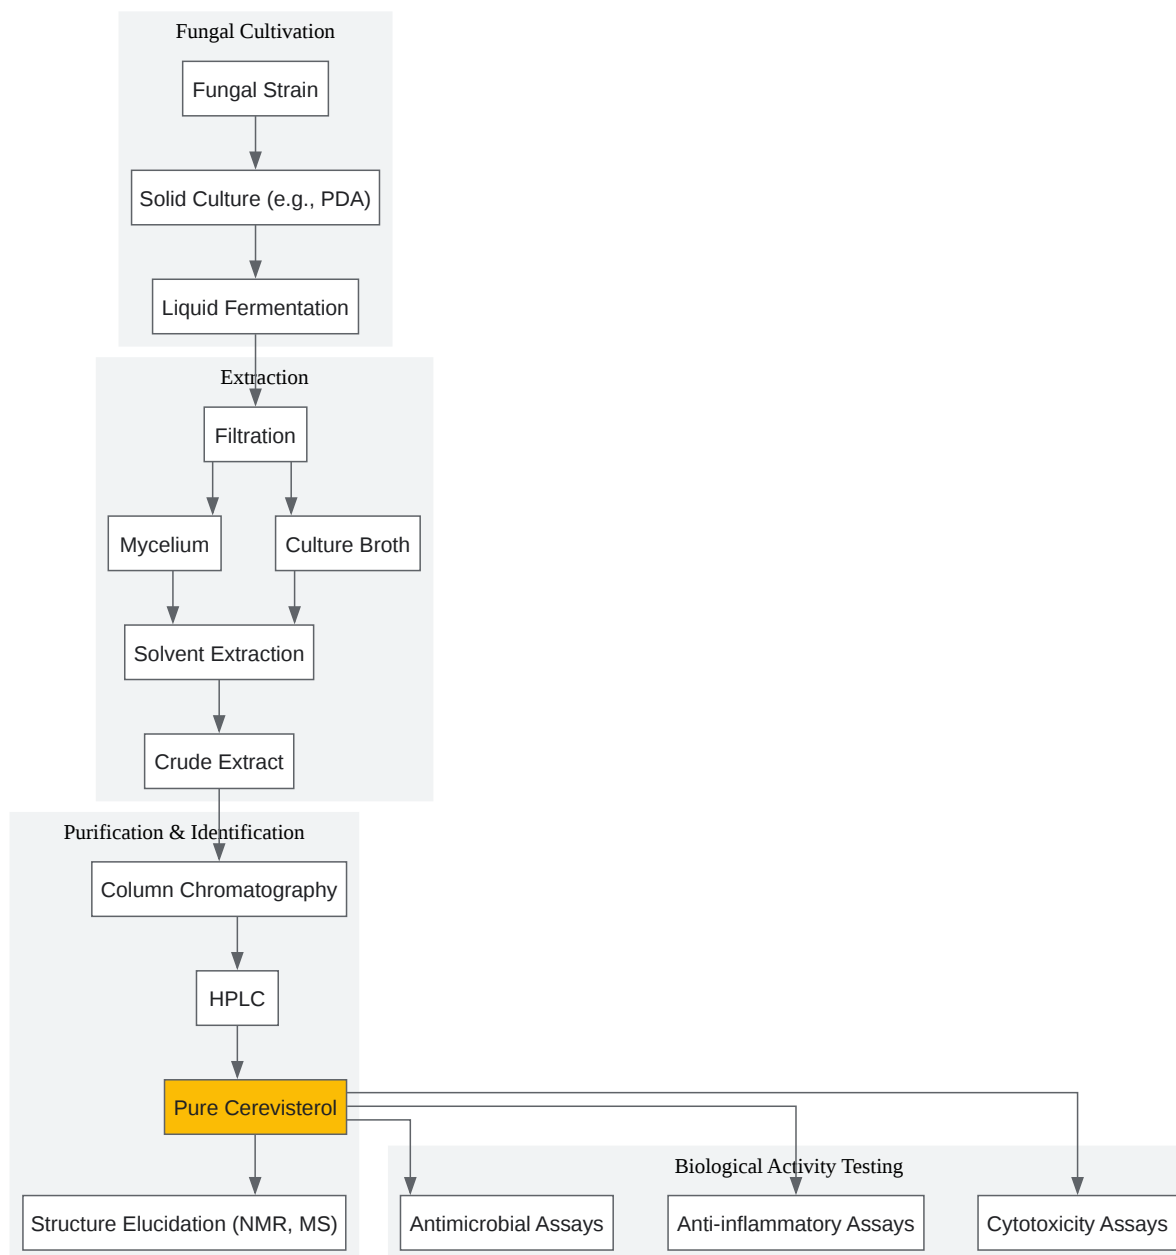 Fungal Cultivation
Fungal Strain
Solid Culture (e.g., PDA)
Liquid Fermentation
Extraction
Filtration
Mycelium
Culture Broth
Solvent Extraction
Crude Extract
Purification & Identification
Column Chromatography
HPLC
Pure Cerevisterol
Structure Elucidation (NMR, MS)
Biological Activity Testing
Antimicrobial Assays
Anti-inflammatory Assays
Cytotoxicity Assays